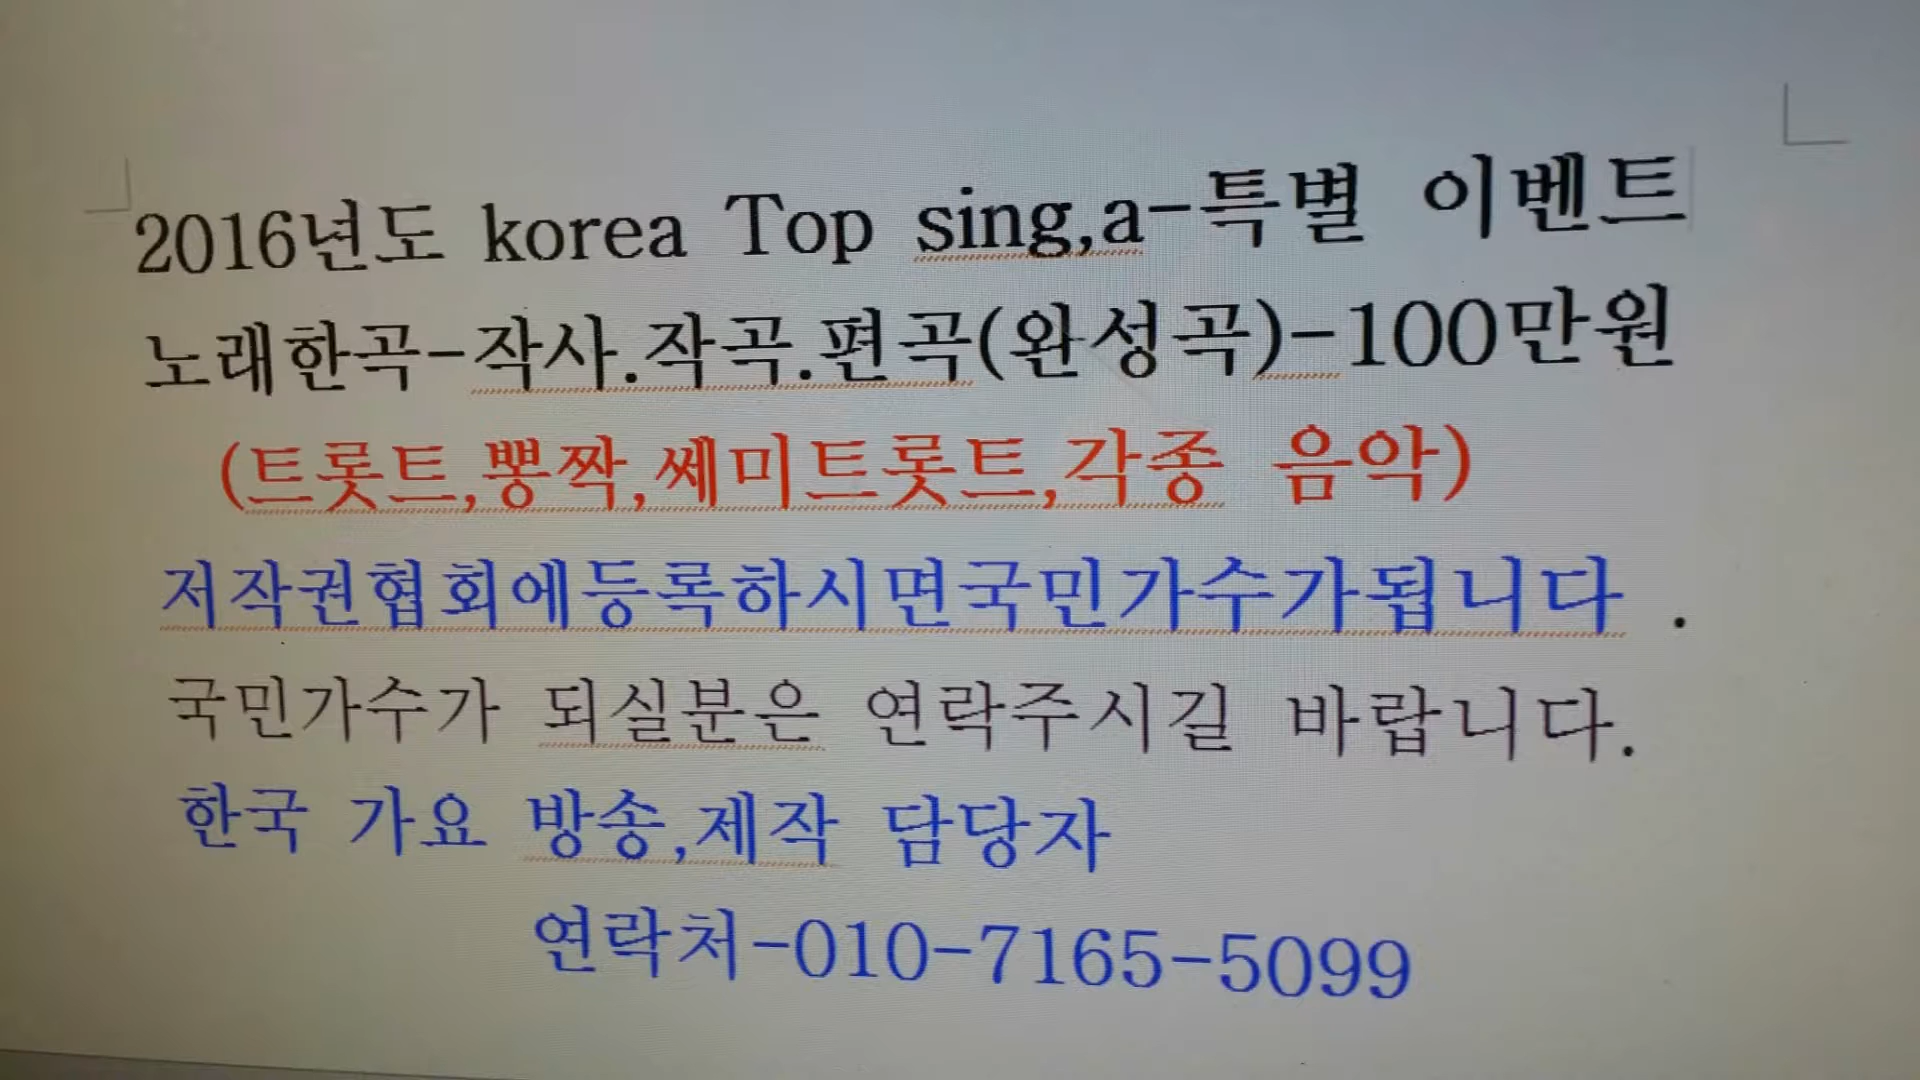 2016년도 korea Top sing,a-특별 이벤트
노래한곡-작사.작곡.편곡(완성곡)-100만원
(트롯트,뽕짝,쎄미트롯트,각종 음악)
저작권협회에등록하시면국민가수가됩니다 .
국민가수가 되실분은 연락주시길 바랍니다.
한국 가요 방송,제작 담당자
연락처-010-7165-5099